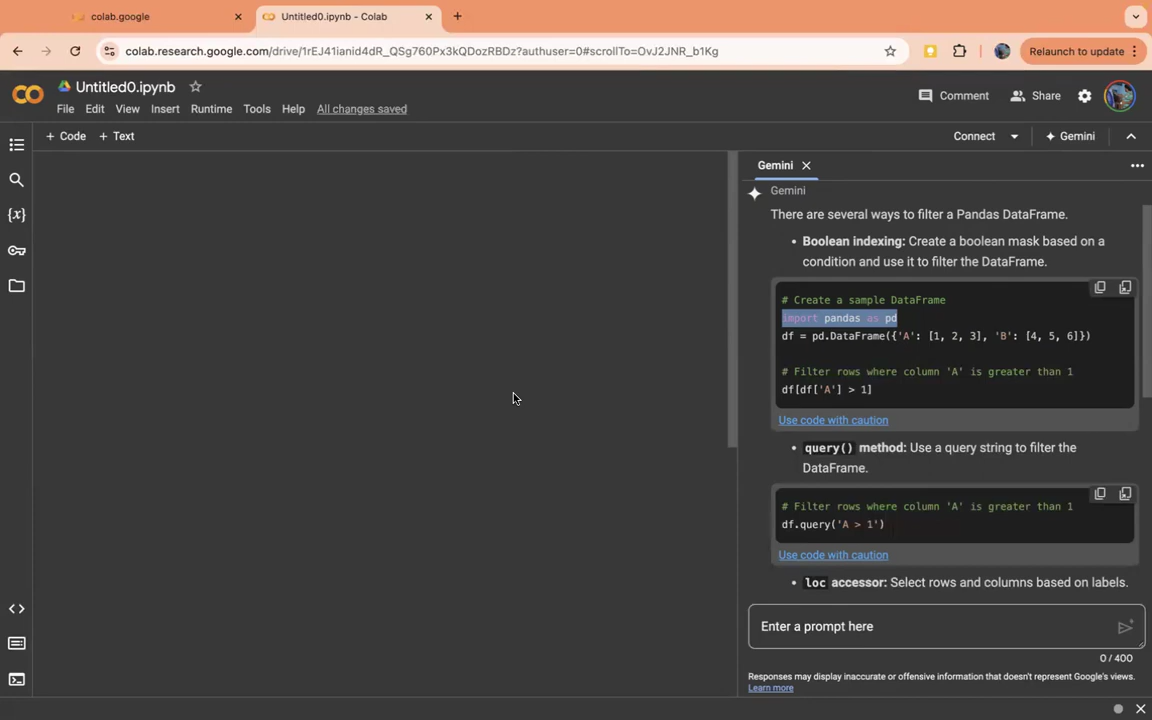 colab.google
Untitled0.ipynb - Colab
colab.research.google.com/drive/1rEJ41ianid4dR_QSg760Px3kQDozRBDz?authuser=0#scrollTo=OvJ2JNR_b1Kg
Relaunch to update
Untitled0.ipynb
File Edit View Insert Runtime Tools Help All changes saved
Comment
Share
+ Code + Text
Connect
Gemini
Gemini
Gemini
There are several ways to filter a Pandas DataFrame.
• Boolean indexing: Create a boolean mask based on a
condition and use it to filter the DataFrame.
# Create a sample DataFrame
import pandas as pd
df = pd.DataFrame({'A': [1, 2, 3], 'B': [4, 5, 6]})
# Filter rows where column 'A' is greater than 1
df[df['A'] > 1]
Use code with caution
• query() method: Use a query string to filter the
DataFrame.
# Filter rows where column 'A' is greater than 1
df.query('A > 1')
Use code with caution
• loc accessor: Select rows and columns based on labels.
Enter a prompt here
0 / 400
Responses may display inaccurate or offensive information that doesn't represent Google's views.
Learn more